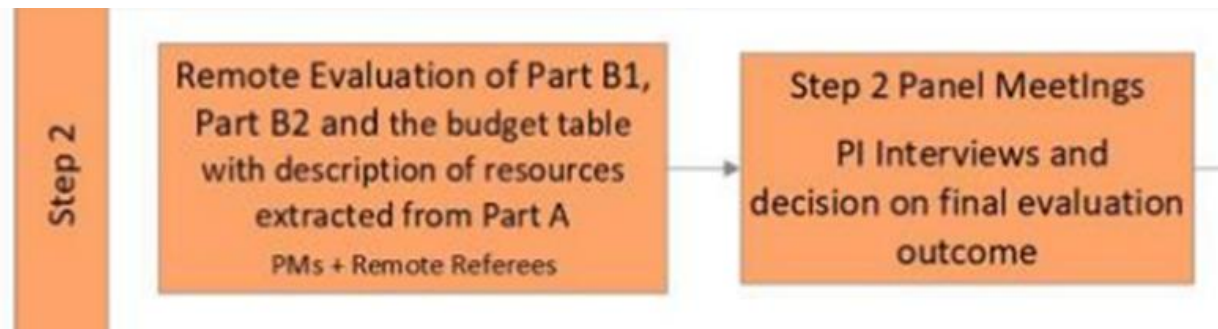 Step 2
Remote Evaluation of Part B1,
Part B2 and the budget table
with description of resources
extracted from Part A
PMs + Remote Referees
Step 2 Panel MeetIngs
PI Interviews and
decision on final evaluation
outcome